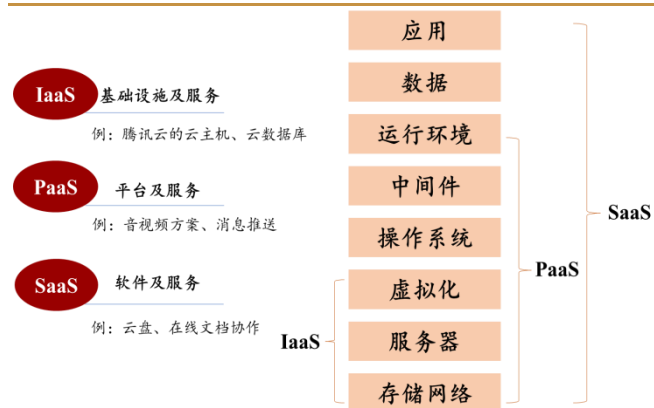 IaaS 基础设施及服务
例：腾讯云的云主机、云数据库
PaaS 平台及服务
例：音视频方案、消息推送
SaaS 软件及服务
例：云盘、在线文档协作
应用
数据
运行环境
中间件
操作系统
虚拟化
服务器
存储网络
IaaS
PaaS
SaaS